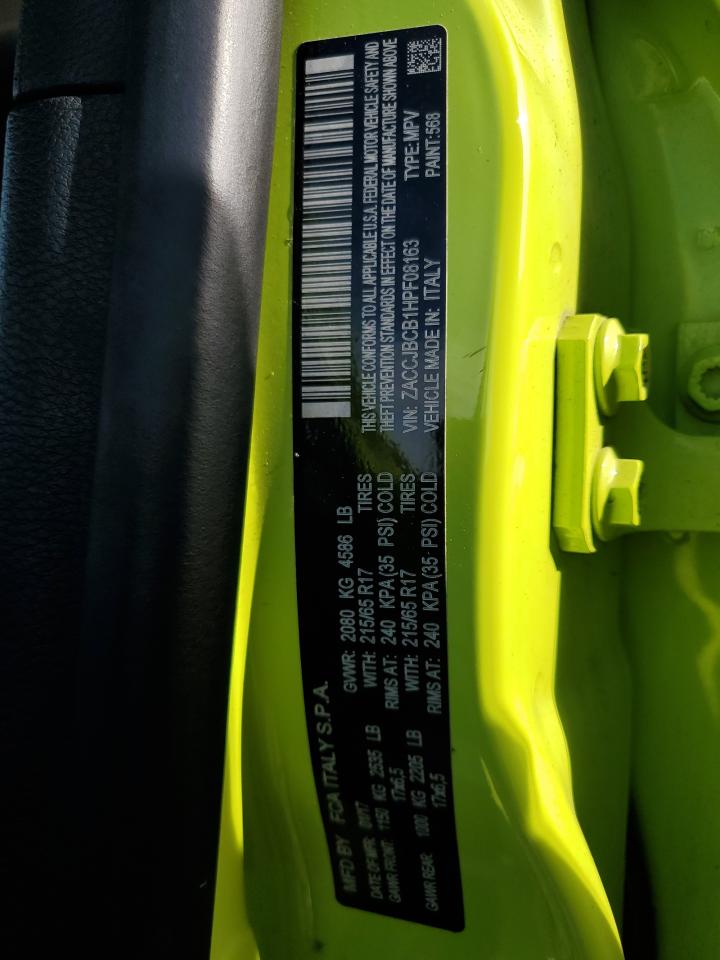 MFD BY FCA ITALY S.P.A.
DATE OF MFR GVWR: 2080 KG 4586 LB
GAWR FRONT: 1150 KG 2535 LB WITH: 215/65 R17 TIRES
17x6,5 RIMS AT: 240 KPA(35 PSI) COLD
GAWR REAR: 1000 KG 2205 LB WITH: 215/65 R17 TIRES
17x6,5 RIMS AT: 240 KPA(35 PSI) COLD
THIS VEHICLE CONFORMS TO ALL APPLICABLE U.S.A. FEDERAL MOTOR VEHICLE SAFETY AND
THEFT PREVENTION STANDARDS IN EFFECT ON THE DATE OF MANUFACTURE SHOWN ABOVE
VIN: ZACCJBCB1HPF08163 TYPE: MPV
VEHICLE MADE IN: ITALY PAINT: 568